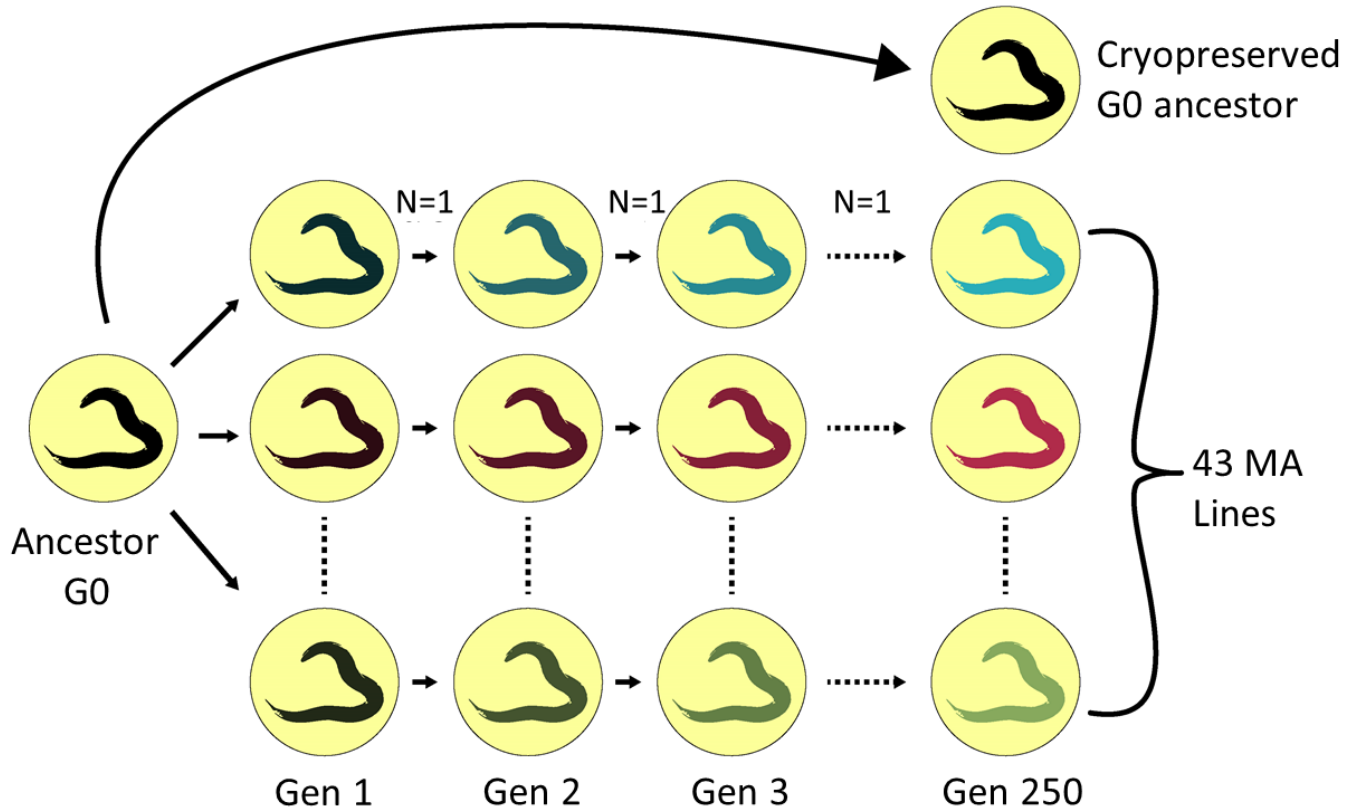 Cryopreserved
G0 ancestor
N=1
N=1
N=1
Ancestor
G0
43 MA
Lines
Gen 1
Gen 2
Gen 3
Gen 250